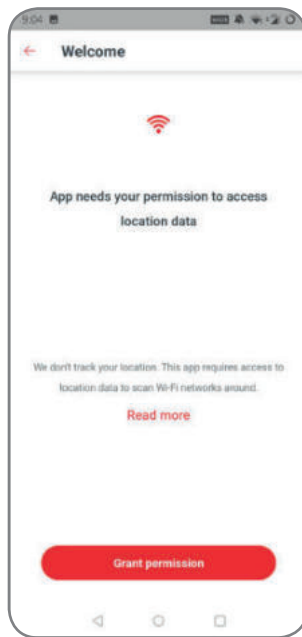 9:04
Welcome
App needs your permission to access
location data
We don't track your location. This app requires access to
location data to scan Wi-Fi networks around.
Read more
Grant permission